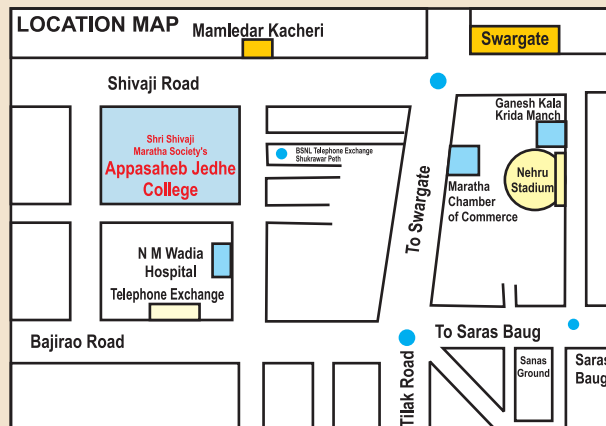 LOCATION MAP
Mamledar Kacheri
Swargate
Shivaji Road
Ganesh Kala
Krida Manch
Shri Shivaji
Maratha Society's
Appasaheb Jedhe
College
BSNL Telephone Exchange
Shukrawar Peth
Nehru
Stadium
Maratha
Chamber
of Commerce
To Swargate
N M Wadia
Hospital
Telephone Exchange
Bajirao Road
To Saras Baug
Tilak Road
Sanas
Ground
Saras
Baug